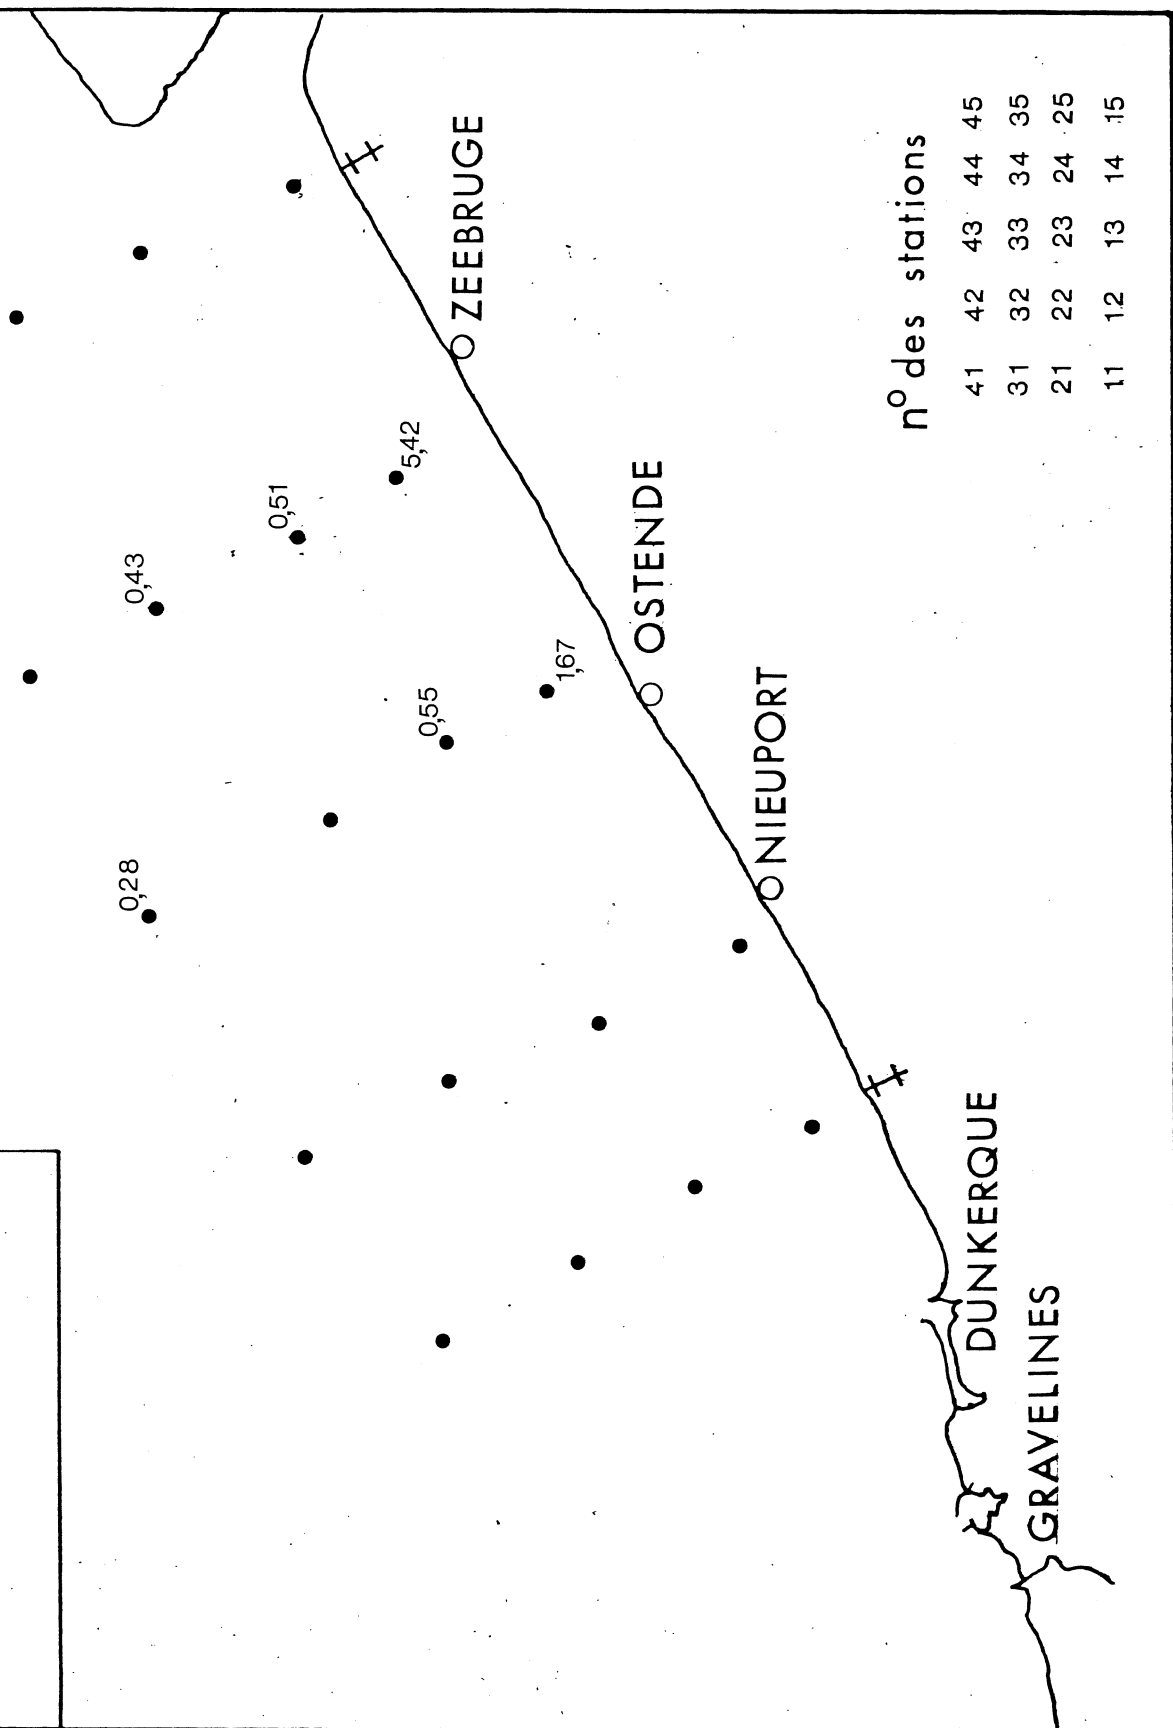 0,28
0,43
0,51
5,42
0,55
1,67
ZEEBRUGE
OSTENDE
NIEUPORT
DUNKERQUE
GRAVELINES
n° des stations
41 42 43 44 45
31 32 33 34 35
21 22 23 24 25
11 12 13 14 15